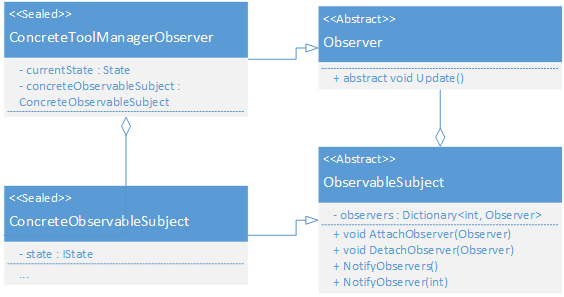 <<Sealed>>
ConcreteToolManagerObserver
- currentState : State
- concreteObservableSubject :
ConcreteObservableSubject
<<Abstract>>
Observer
+ abstract void Update()
<<Sealed>>
ConcreteObservableSubject
- state : IState
...
<<Abstract>>
ObservableSubject
- observers : Dictionary<int, Observer>
+ void AttachObserver(Observer)
+ void DetachObserver(Observer)
+ NotifyObservers()
+ NotifyObserver(int)